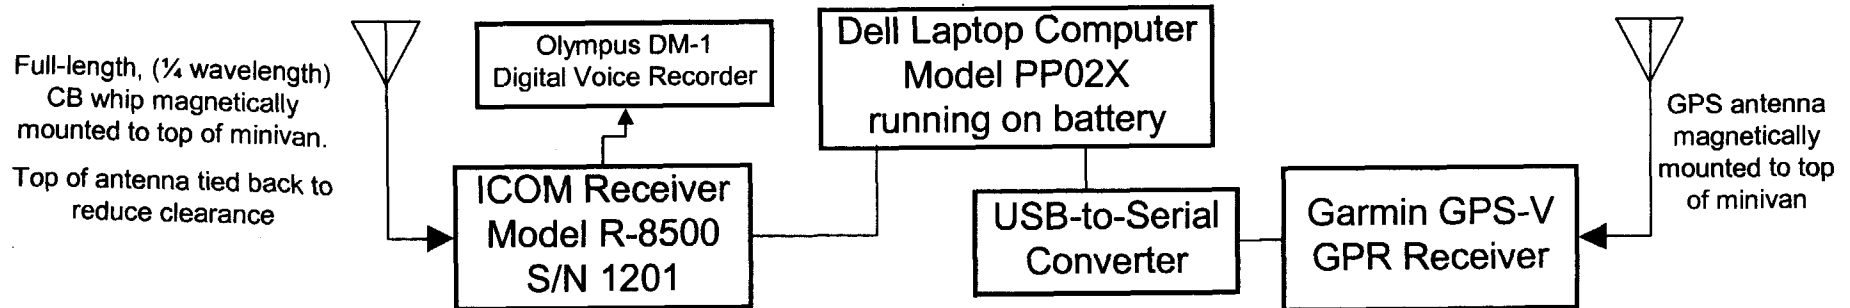 Full-length, (¼ wavelength)
CB whip magnetically
mounted to top of minivan.
Top of antenna tied back to
reduce clearance
Olympus DM-1
Digital Voice Recorder
ICOM Receiver
Model R-8500
S/N 1201
Dell Laptop Computer
Model PP02X
running on battery
USB-to-Serial
Converter
Garmin GPS-V
GPR Receiver
GPS antenna
magnetically
mounted to top
of minivan